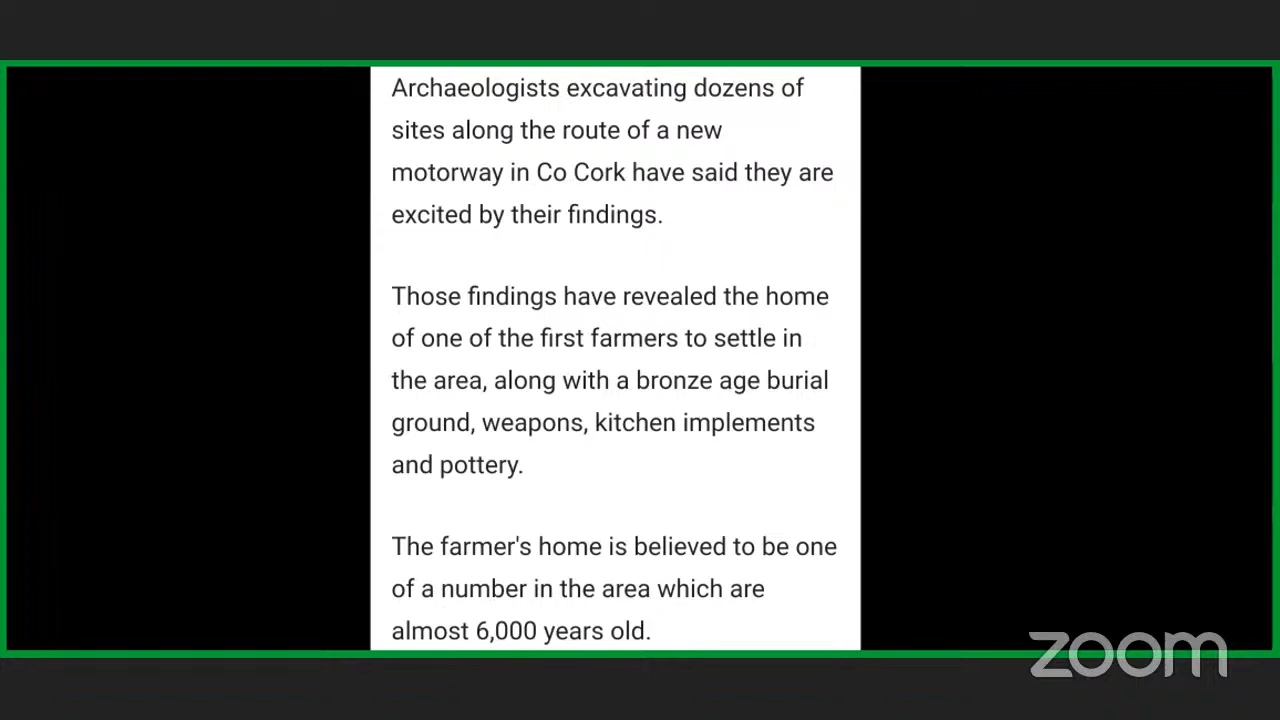 Archaeologists excavating dozens of
sites along the route of a new
motorway in Co Cork have said they are
excited by their findings.
Those findings have revealed the home
of one of the first farmers to settle in
the area, along with a bronze age burial
ground, weapons, kitchen implements
and pottery.
The farmer's home is believed to be one
of a number in the area which are
almost 6,000 years old.
zoom